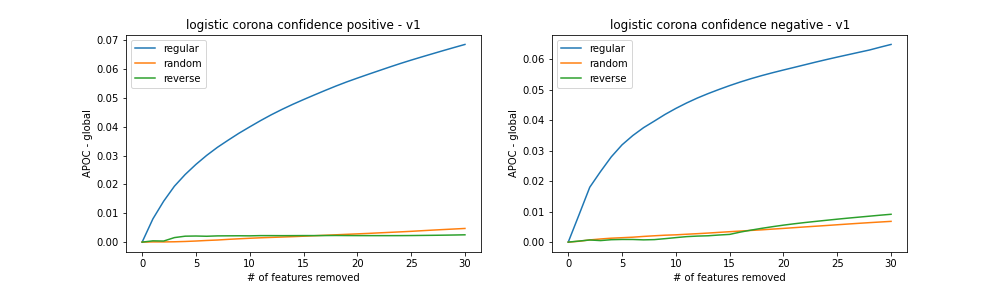 logistic corona confidence positive - v1
0.07
0.06
0.05
0.04
0.03
0.02
0.01
0.00
APOC - global
regular
random
reverse
0 5 10 15 20 25 30
# of features removed
logistic corona confidence negative - v1
0.06
0.05
0.04
0.03
0.02
0.01
0.00
APOC - global
regular
random
reverse
0 5 10 15 20 25 30
# of features removed